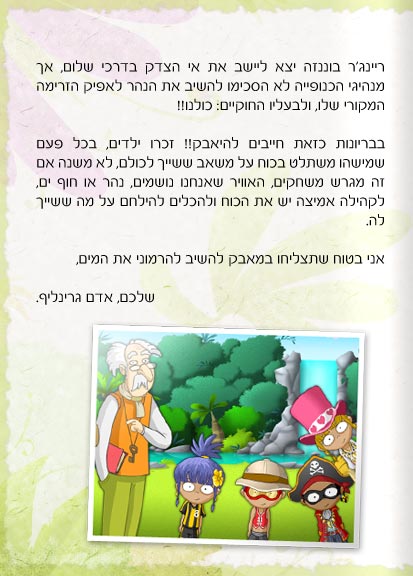 ריינג'ר בוננזה יצא ליישב את אי הצדק בדרכי שלום, אך
מנהיגי הכנופייה לא הסכימו להשיב את הנהר לאפיק הזרימה
המקורי שלו, ולבעליו החוקיים: כולנו!!
בבריונות כזאת חייבים להיאבק!! זכרו ילדים, בכל פעם
שמישהו משתלט בכוח על משאב ששייך לכולם, לא משנה אם
זה מגרש משחקים, האוויר שאנחנו נושמים, נהר או חוף ים,
לקהילה אמיצה יש את הכוח והכלים להילחם על מה ששייך
לה.
אני בטוח שתצליחו במאבק להשיב להרמוני את המים,
שלכם, אדם גרינליף.